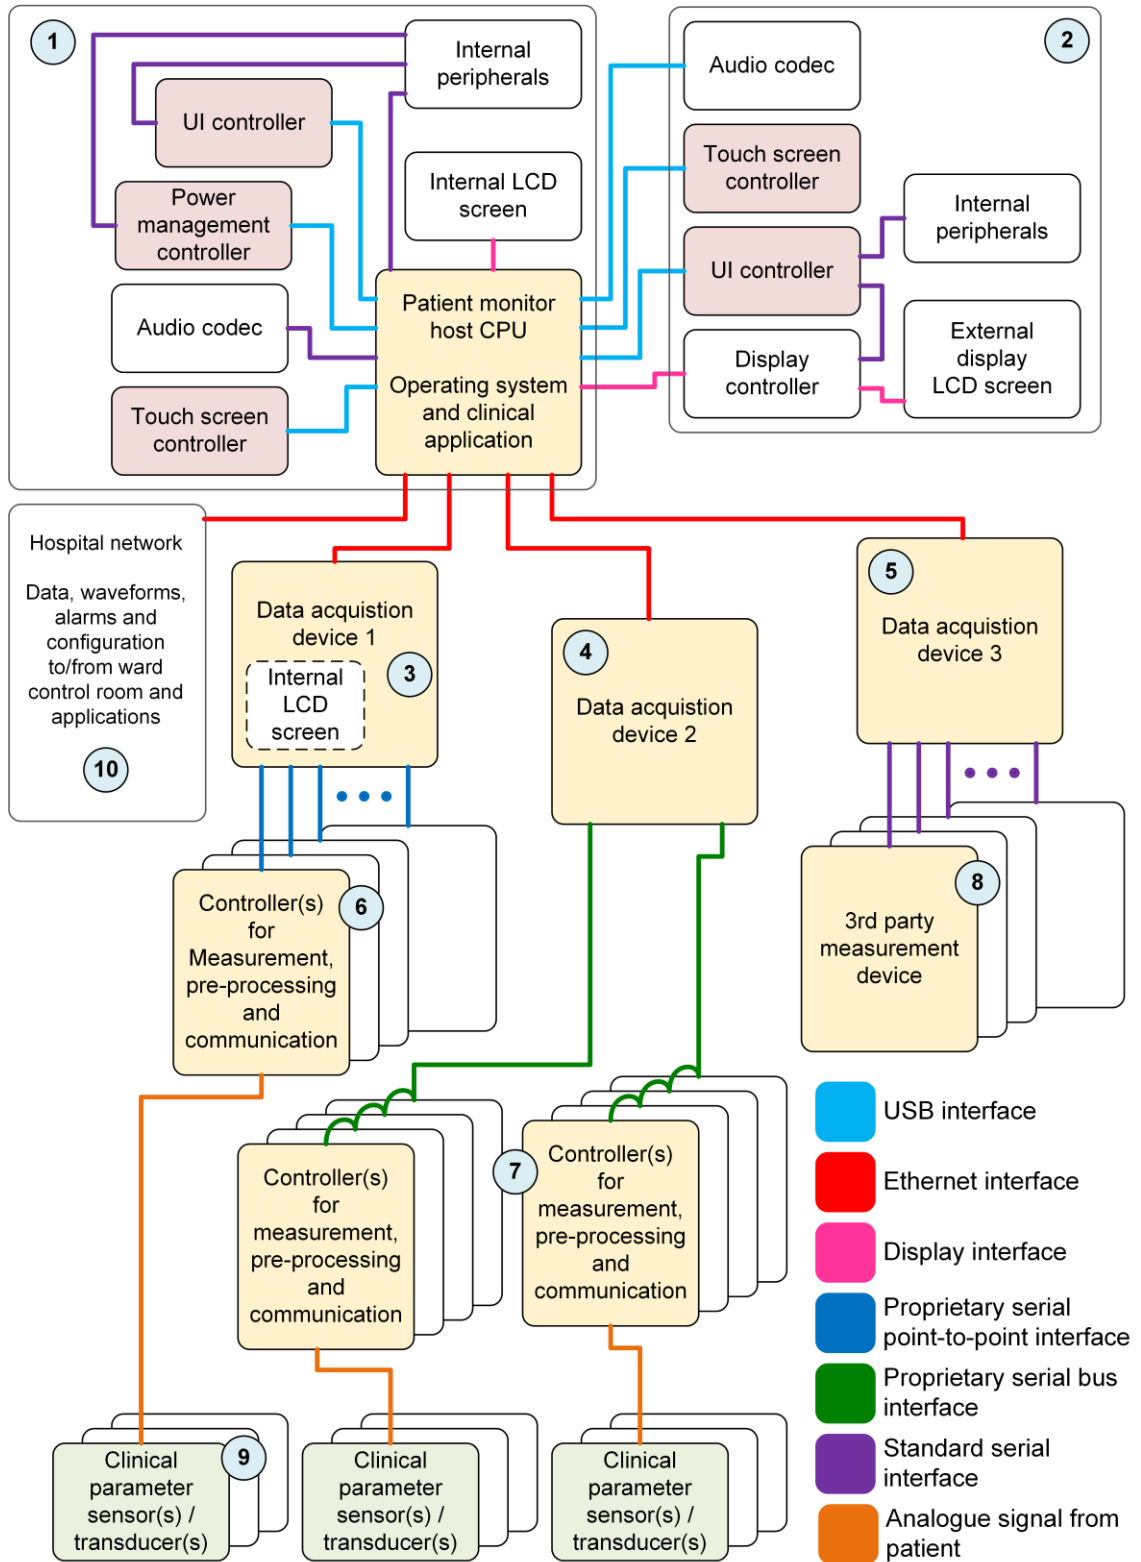 1
Internal
peripherals
UI controller
Power
management
controller
Internal LCD
screen
Audio codec
Touch screen
controller
Patient monitor
host CPU
Operating system
and clinical
application
2
Audio codec
Touch screen
controller
UI controller
Internal
peripherals
Display
controller
External
display
LCD screen
Hospital network
Data, waveforms,
alarms and
configuration
to/from ward
control room and
applications
10
Data acquistion
device 1
3
Internal
LCD
screen
4
Data acquistion
device 2
5
Data acquistion
device 3
Controller(s)
for
Measurement,
pre-processing
and
communication
6
8
3rd party
measurement
device
Controller(s)
for
measurement,
pre-processing
and
communication
7
Controller(s)
for
measurement,
pre-processing
and
communication
9
Clinical
parameter
sensor(s) /
transducer(s)
Clinical
parameter
sensor(s) /
transducer(s)
Clinical
parameter
sensor(s) /
transducer(s)
USB interface
Ethernet interface
Display interface
Proprietary serial
point-to-point interface
Proprietary serial bus
interface
Standard serial
interface
Analogue signal from
patient